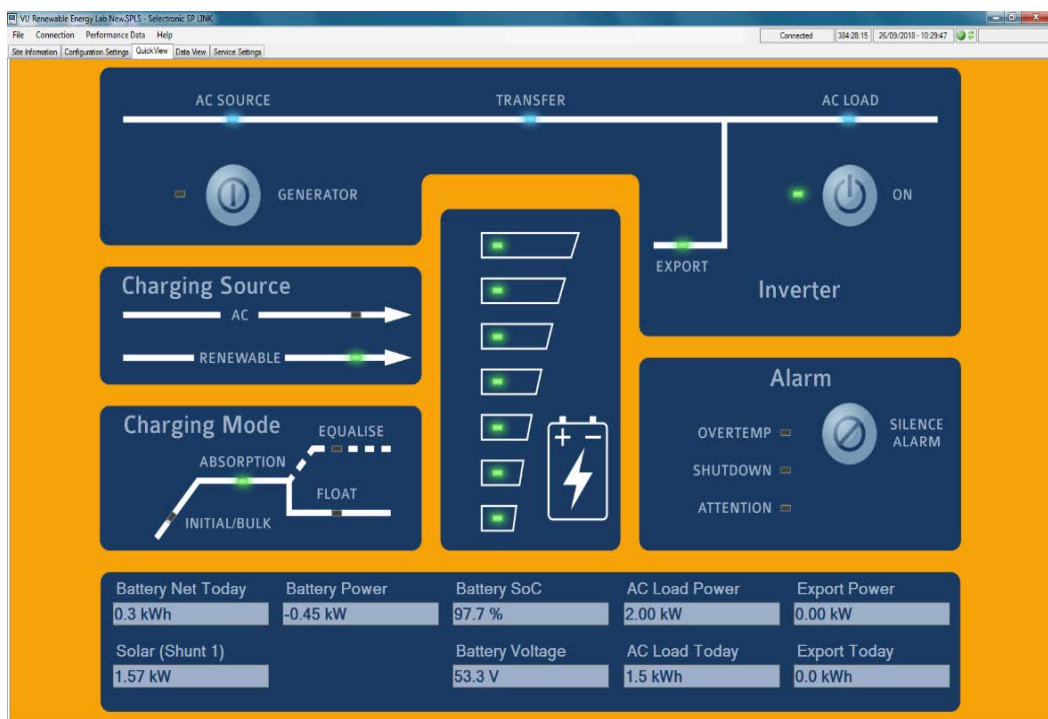 VU Renewable Energy Lab New.SPLS - Selectronic SP LINK
File Connection Performance Data Help
Connected 384:28:15 26/09/2018 - 10:29:47
Site Information Configuration Settings Quick View Data View Service Settings
AC SOURCE TRANSFER AC LOAD
GENERATOR ON
EXPORT
Inverter
Charging Source
AC
RENEWABLE
Charging Mode
EQUALISE
ABSORPTION
FLOAT
INITIAL/BULK
+ -
Alarm
OVERTEMP
SILENCE
ALARM
SHUTDOWN
ATTENTION
Battery Net Today Battery Power Battery SoC AC Load Power Export Power
0.3 kWh -0.45 kW 97.7 % 2.00 kW 0.00 kW
Solar (Shunt 1) Battery Voltage AC Load Today Export Today
1.57 kW 53.3 V 1.5 kWh 0.0 kWh